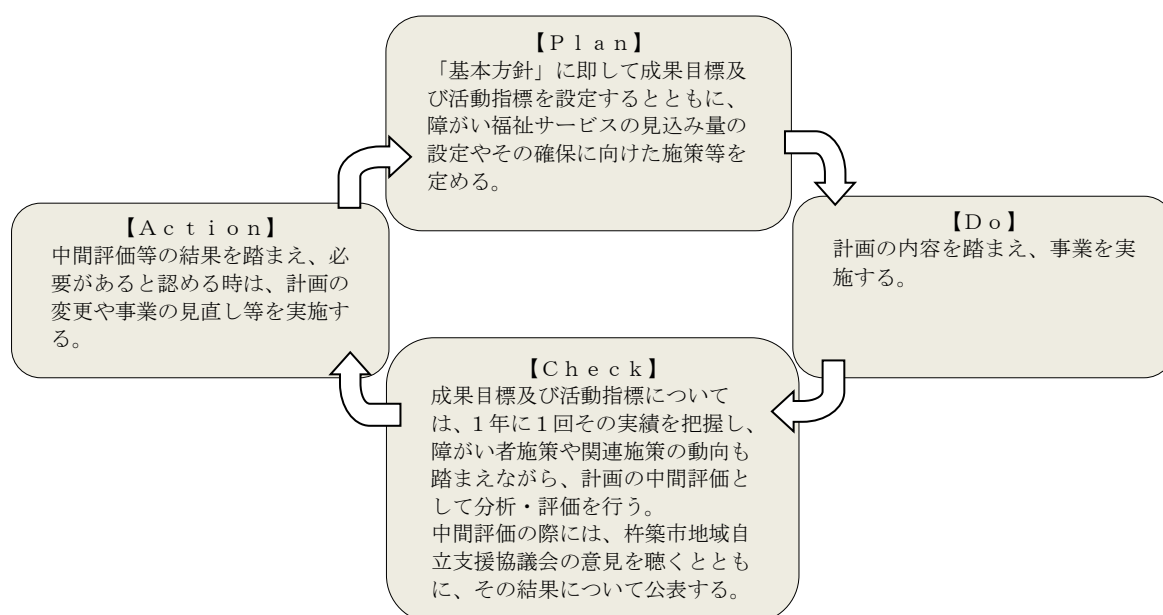 【Plan】
「基本方針」に即して成果目標及
び活動指標を設定するとともに、
障がい福祉サービスの見込み量の
設定やその確保に向けた施策等を
定める。
【Do】
計画の内容を踏まえ、事業を実
施する。
【Check】
成果目標及び活動指標について
は、1年に1回その実績を把握し、
障がい者施策や関連施策の動向も
踏まえながら、計画の中間評価と
して分析・評価を行う。
中間評価の際には、杵築市地域自
立支援協議会の意見を聴くととも
に、その結果について公表する。
【Action】
中間評価等の結果を踏まえ、必
要があると認める時は、計画の
変更や事業の見直し等を実施す
る。